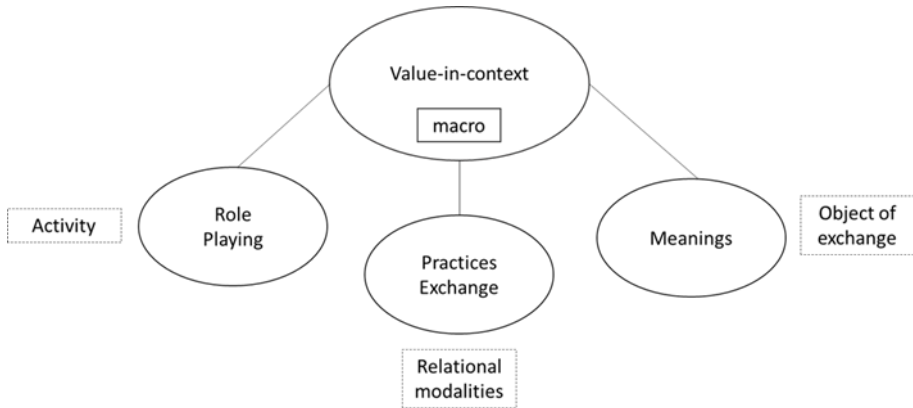 Value-in-context
macro
Activity
Role
Playing
Practices
Exchange
Meanings
Object of
exchange
Relational
modalities